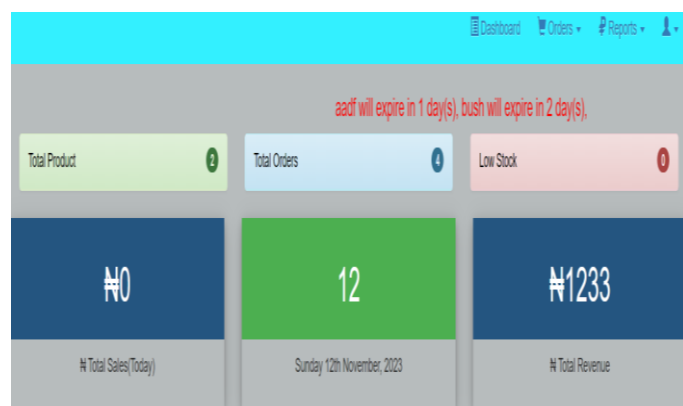 Dashboard Orders Reports
aadf will expire in 1 day(s), bush will expire in 2 day(s),
Total Product 2 Total Orders 4 Low Stock 0
₦0 12 ₦1233
₦ Total Sales(Today) Sunday 12th November, 2023 ₦ Total Revenue